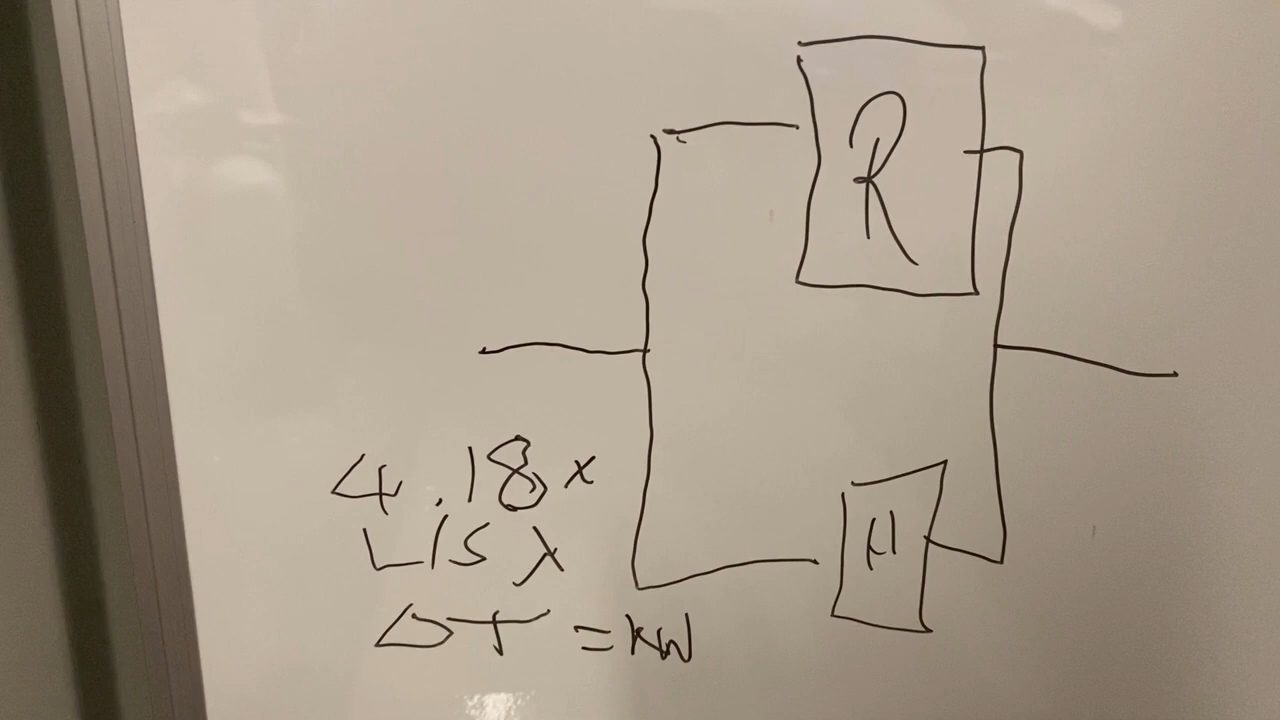 R
4.18 x
L/S x
ΔT = kW
H